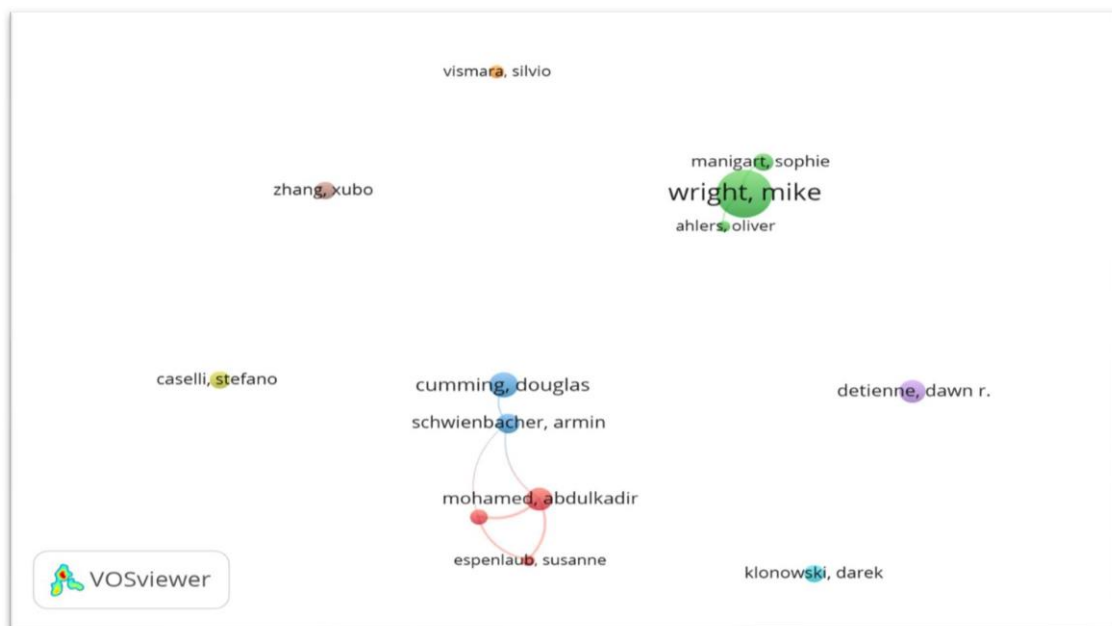 vismara, silvio
manigart, sophie
zhang, xubo
wright, mike
ahlers, oliver
caselli, stefano
cumming, douglas
detienne, dawn r.
schwienbacher, armin
mohamed, abdulkadir
espenlaub, susanne
klonowski, darek
VOSviewer